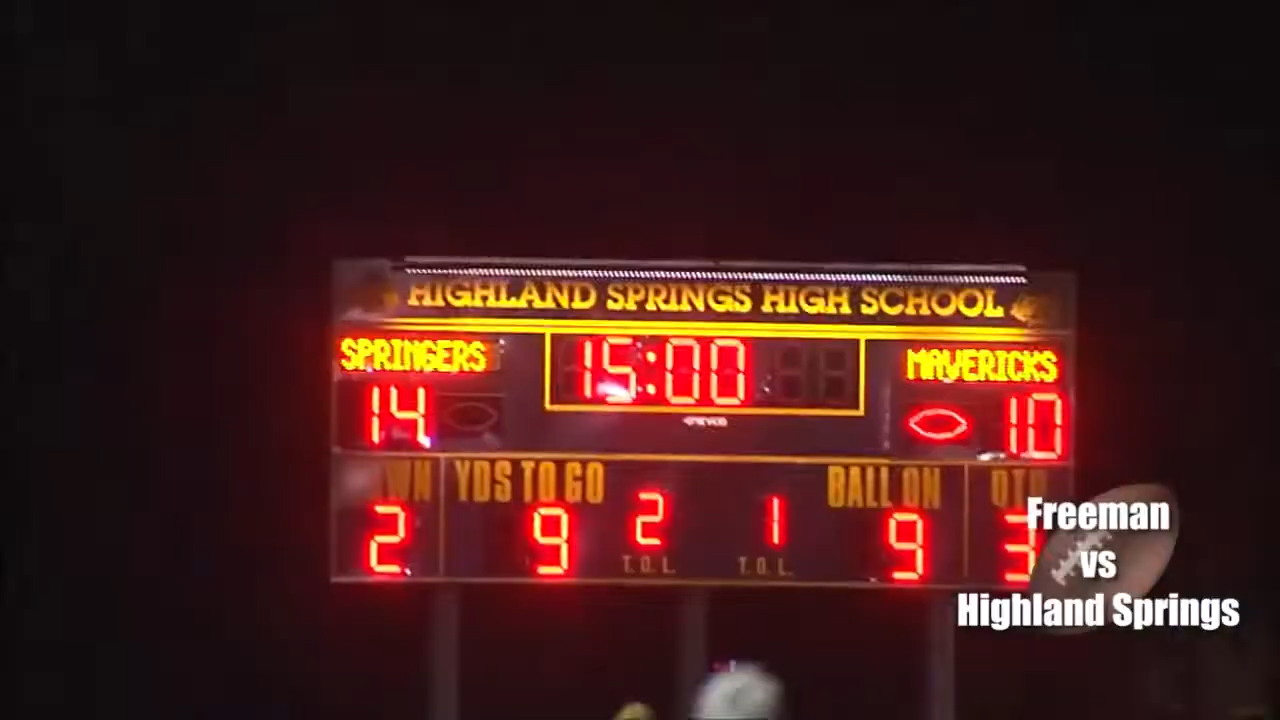 HIGHLAND SPRINGS HIGH SCHOOL
SPRINGERS 15:00 MAVERICKS
14 10
YDS TO GO BALL ON
2 9 2 1 9 3
T.O.L. T.O.L.
Freeman
vs
Highland Springs